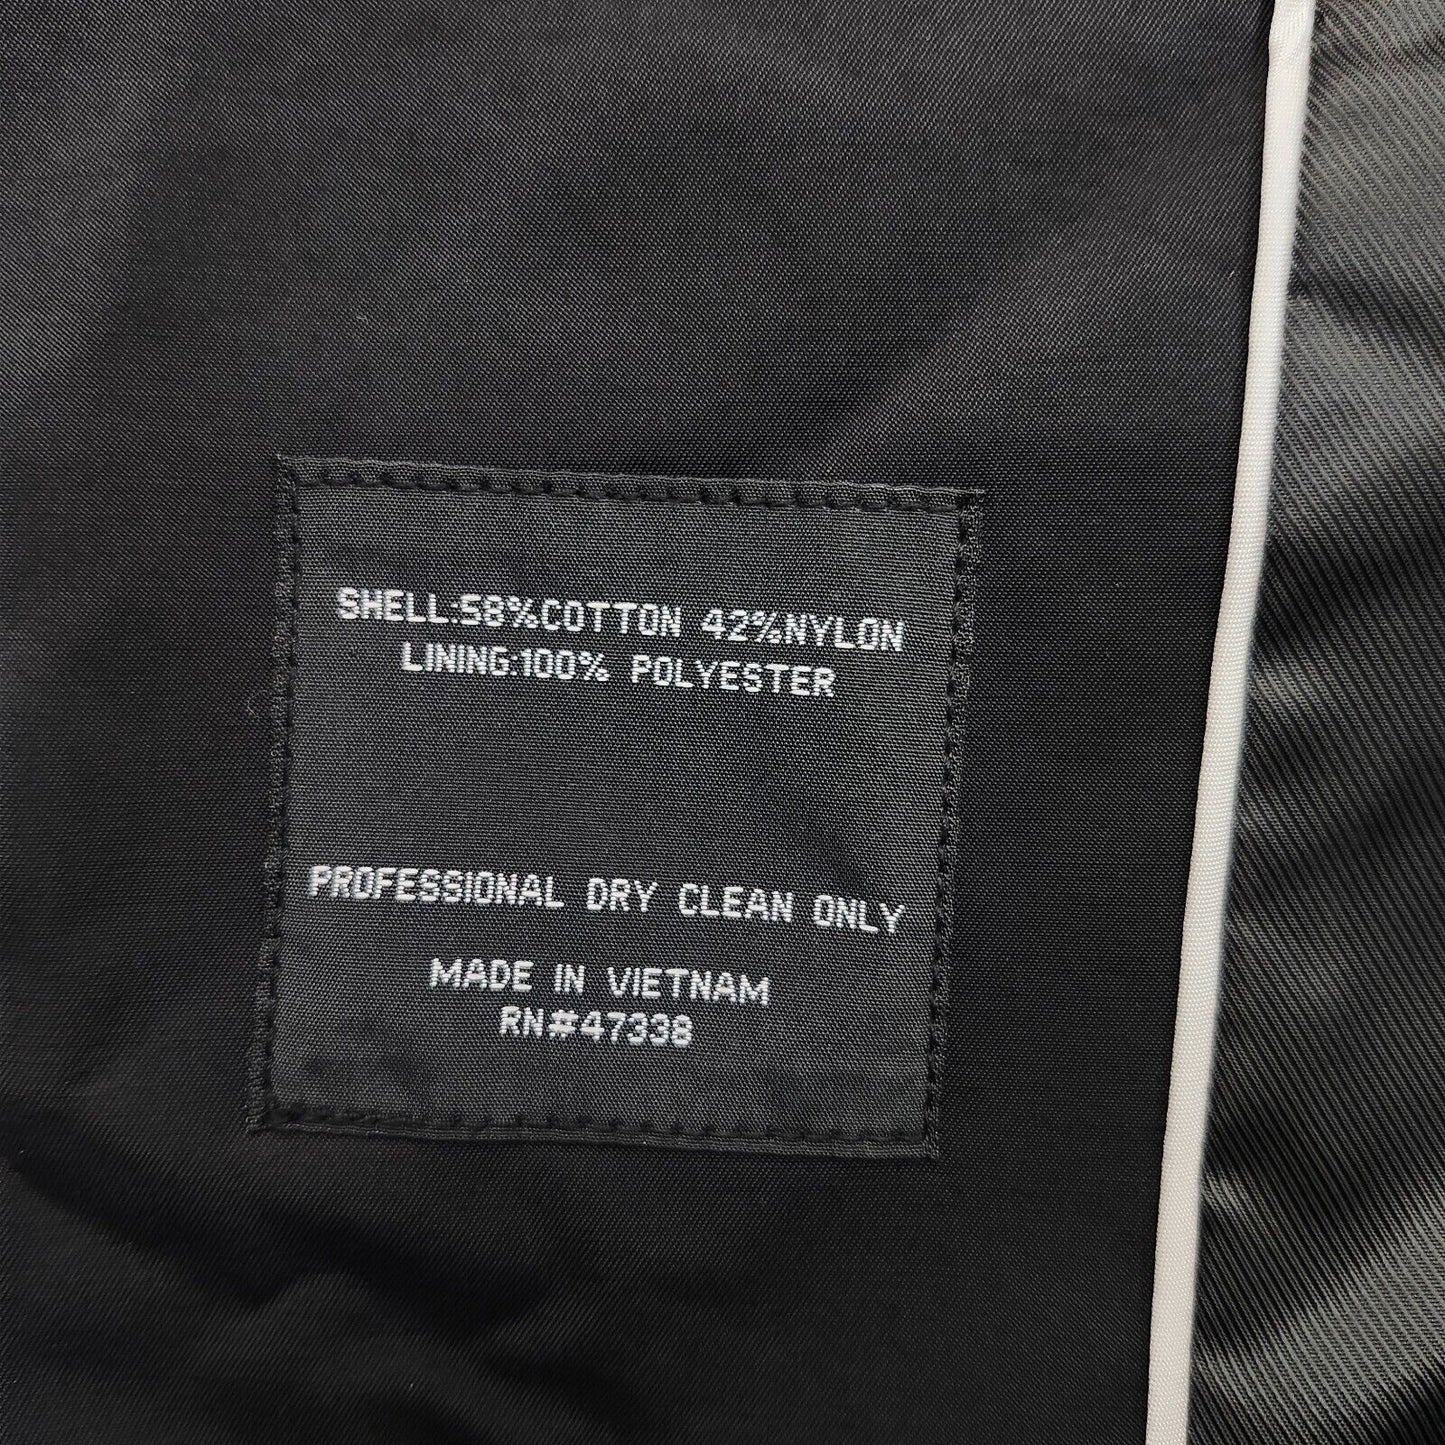 SHELL:58%COTTON 42%NYLON
LINING:100% POLYESTER
PROFESSIONAL DRY CLEAN ONLY
MADE IN VIETNAM
RN#47338